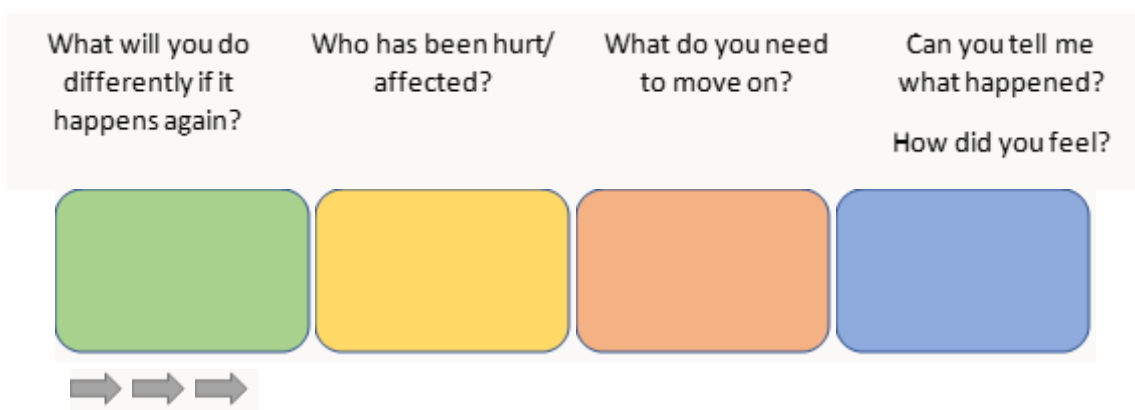 What will you do
differently if it
happens again?
Who has been hurt/
affected?
What do you need
to move on?
Can you tell me
what happened?
How did you feel?